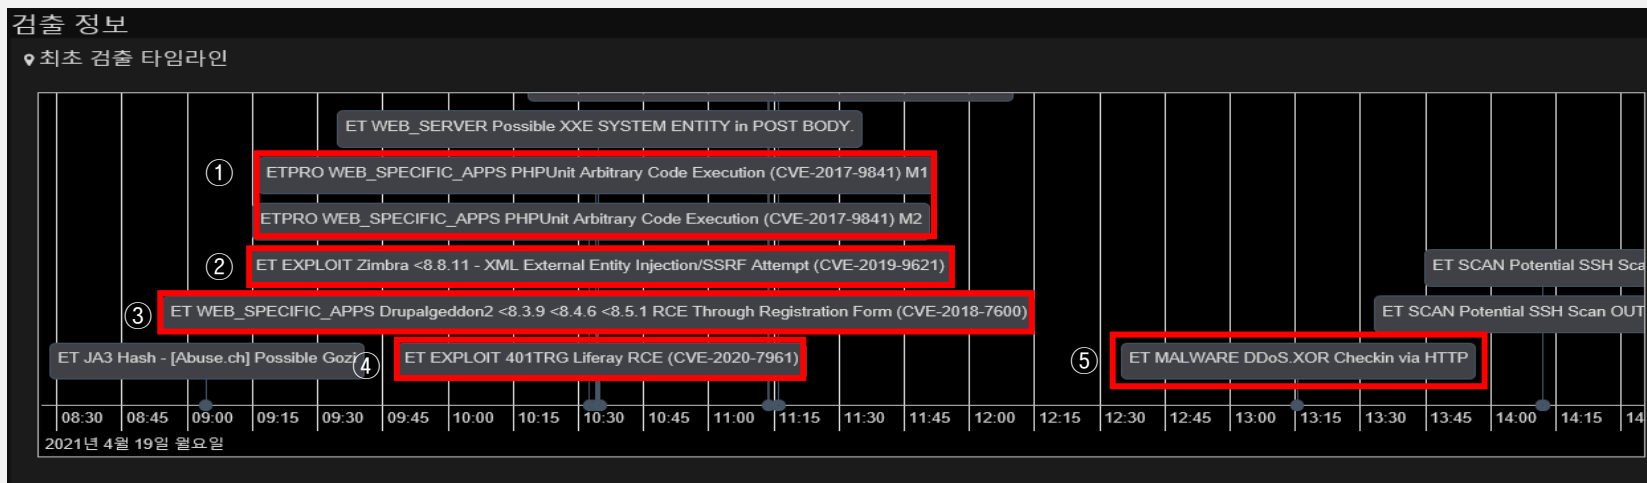 검출 정보
최초 검출 타임라인
ET WEB_SERVER Possible XXE SYSTEM ENTITY in POST BODY.
① ETPRO WEB_SPECIFIC_APPS PHPUnit Arbitrary Code Execution (CVE-2017-9841) M1
ETPRO WEB_SPECIFIC_APPS PHPUnit Arbitrary Code Execution (CVE-2017-9841) M2
② ET EXPLOIT Zimbra <8.8.11 - XML External Entity Injection/SSRF Attempt (CVE-2019-9621)
ET SCAN Potential SSH Sca
③ ET WEB_SPECIFIC_APPS Drupalgeddon2 <8.3.9 <8.4.6 <8.5.1 RCE Through Registration Form (CVE-2018-7600)
ET SCAN Potential SSH Scan OUT
ET JA3 Hash - [Abuse.ch] Possible Gozi
④ ET EXPLOIT 401TRG Liferay RCE (CVE-2020-7961)
⑤ ET MALWARE DDoS.XOR Checkin via HTTP
08:30 08:45 09:00 09:15 09:30 09:45 10:00 10:15 10:30 10:45 11:00 11:15 11:30 11:45 12:00 12:15 12:30 12:45 13:00 13:15 13:30 13:45 14:00 14:15 14
2021년 4월 19일 월요일